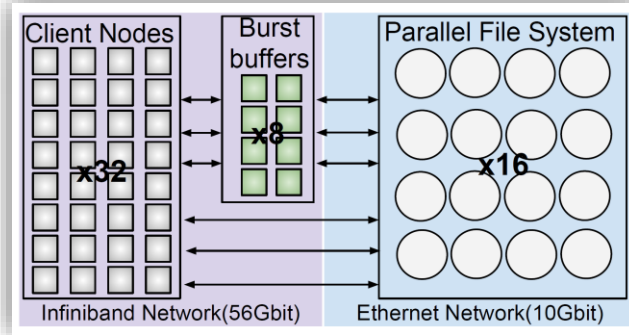 Client Nodes
x32
Burst
buffers
x8
Parallel File System
x16
Infiniband Network(56Gbit)
Ethernet Network(10Gbit)